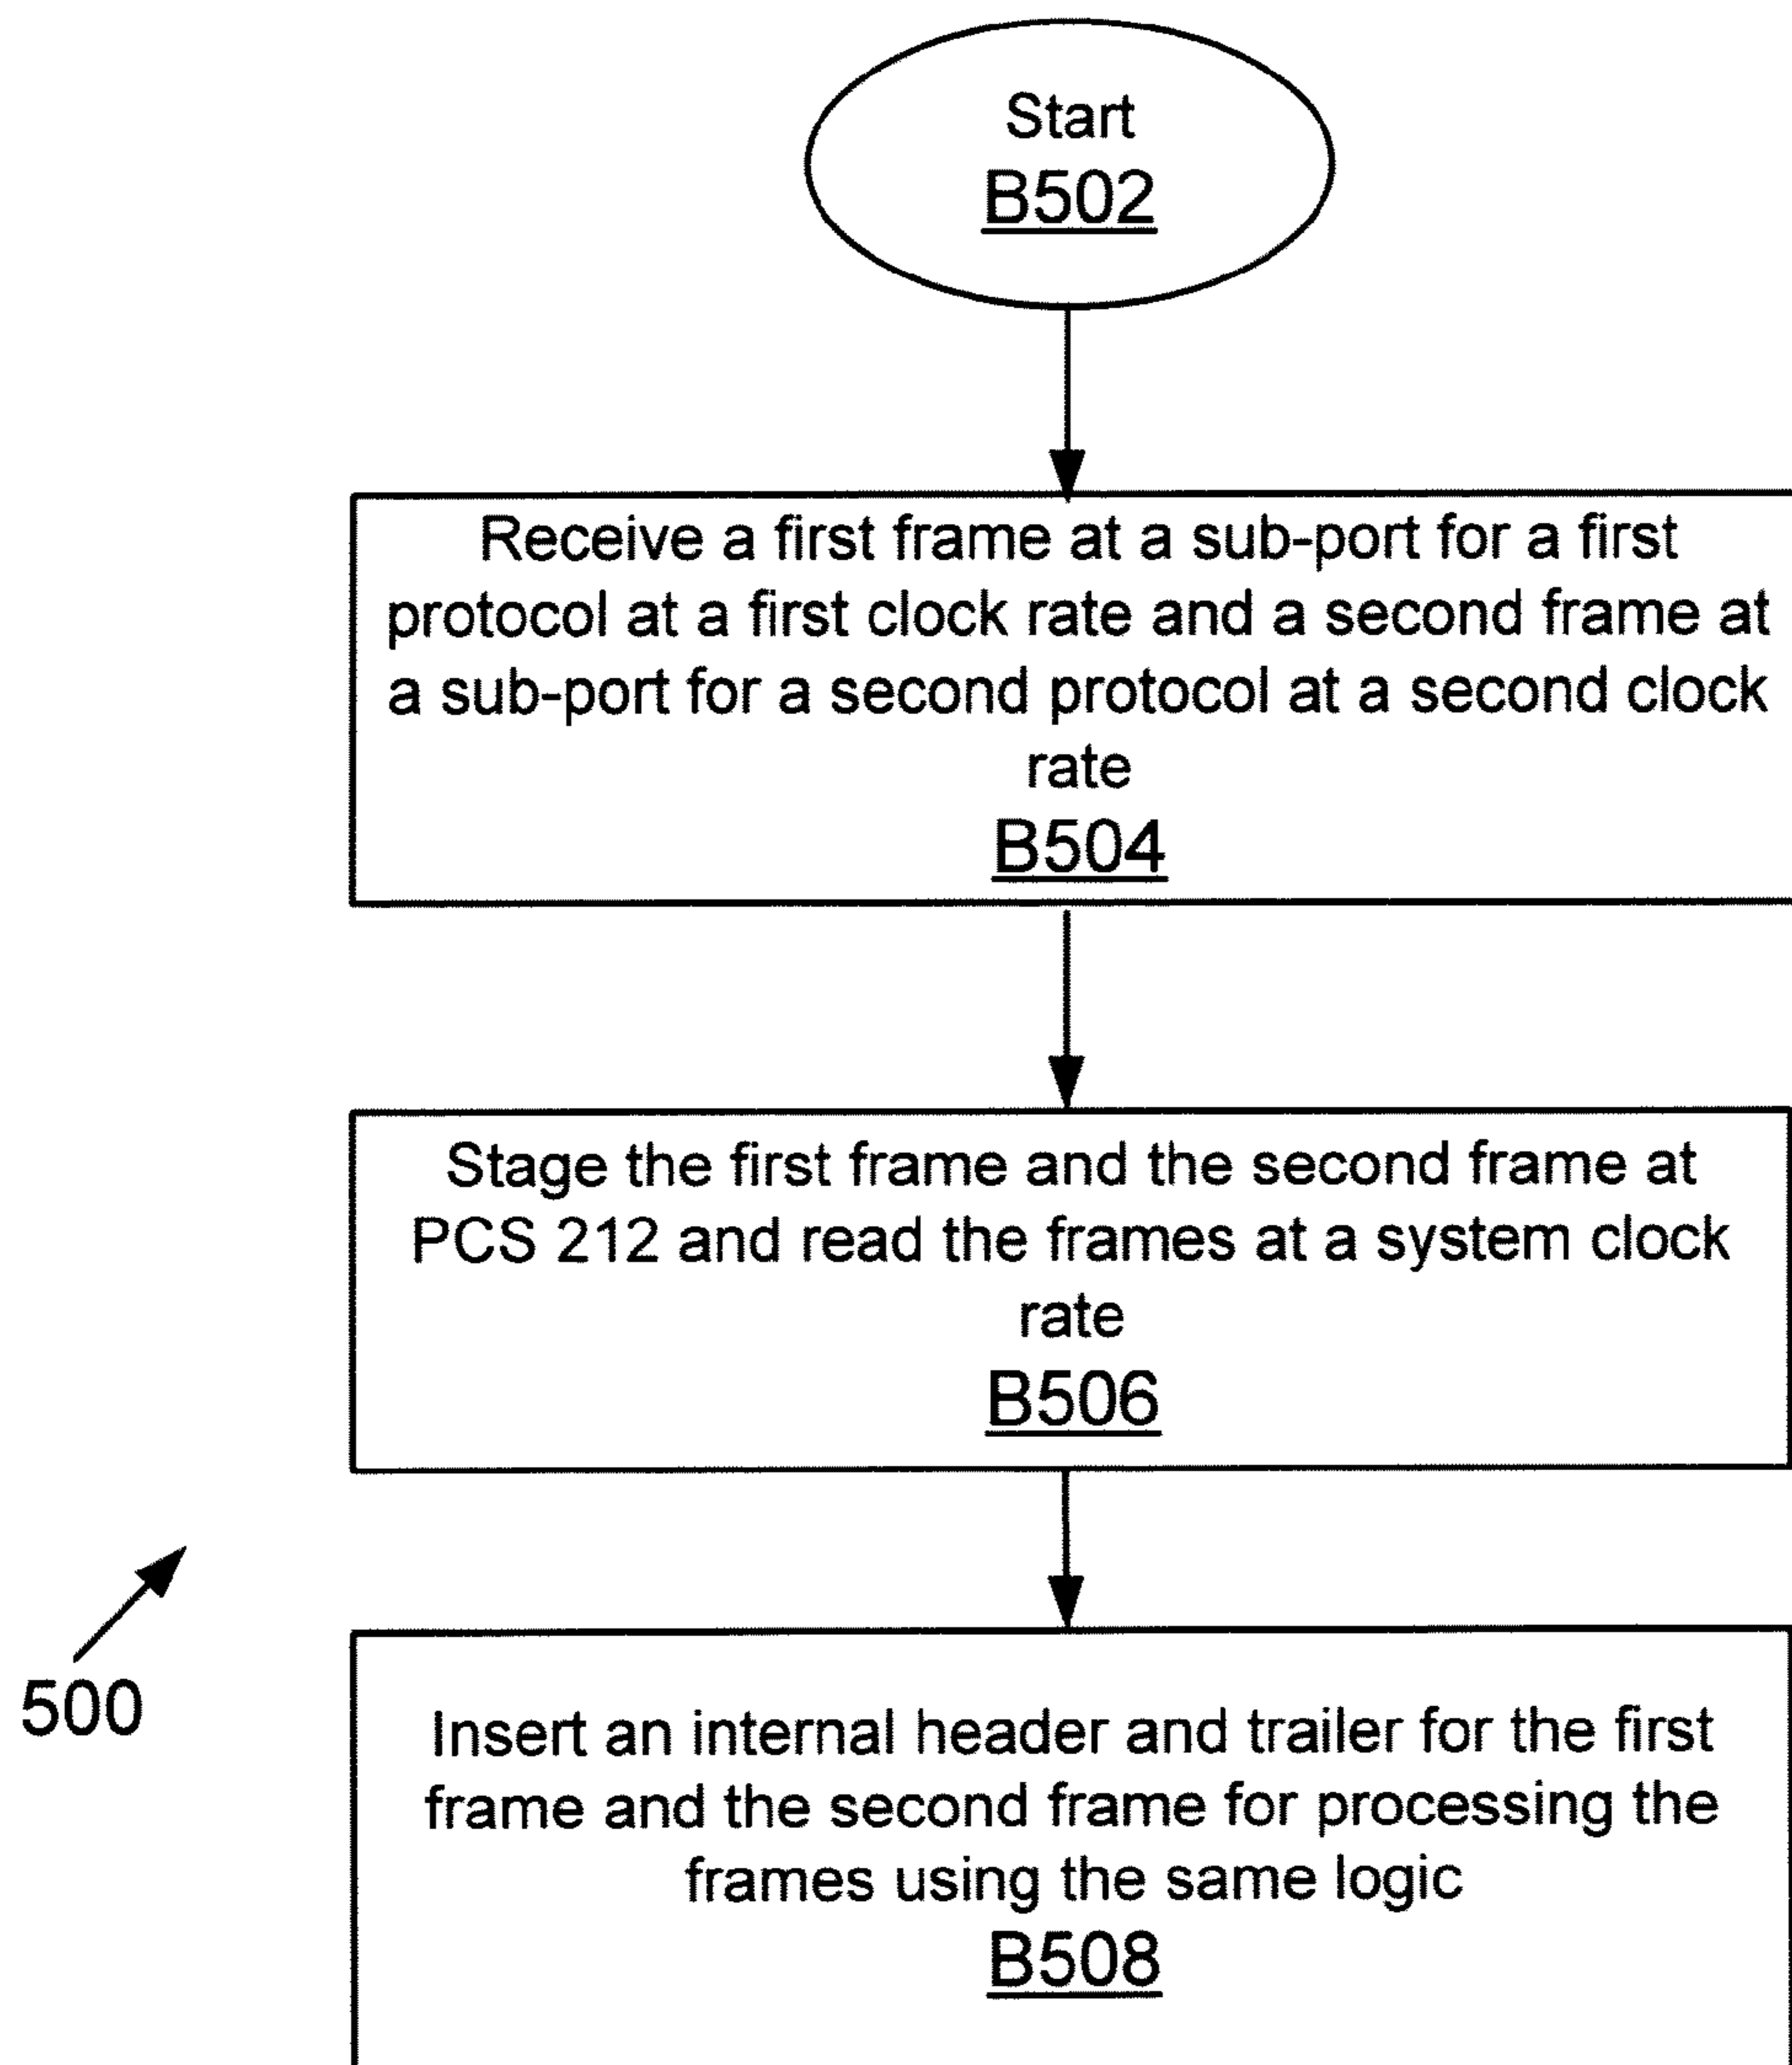 Start
B502
Receive a first frame at a sub-port for a first
protocol at a first clock rate and a second frame at
a sub-port for a second protocol at a second clock
rate
B504
Stage the first frame and the second frame at
PCS 212 and read the frames at a system clock
rate
B506
500
Insert an internal header and trailer for the first
frame and the second frame for processing the
frames using the same logic
B508